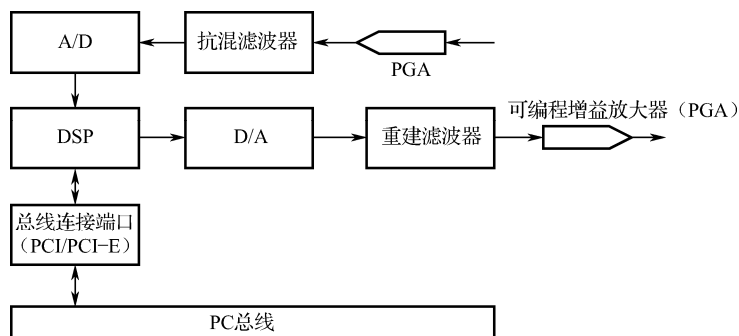 A/D
抗混滤波器
PGA
DSP
D/A
重建滤波器
可编程增益放大器（PGA）
总线连接端口
（PCI/PCI-E）
PC总线